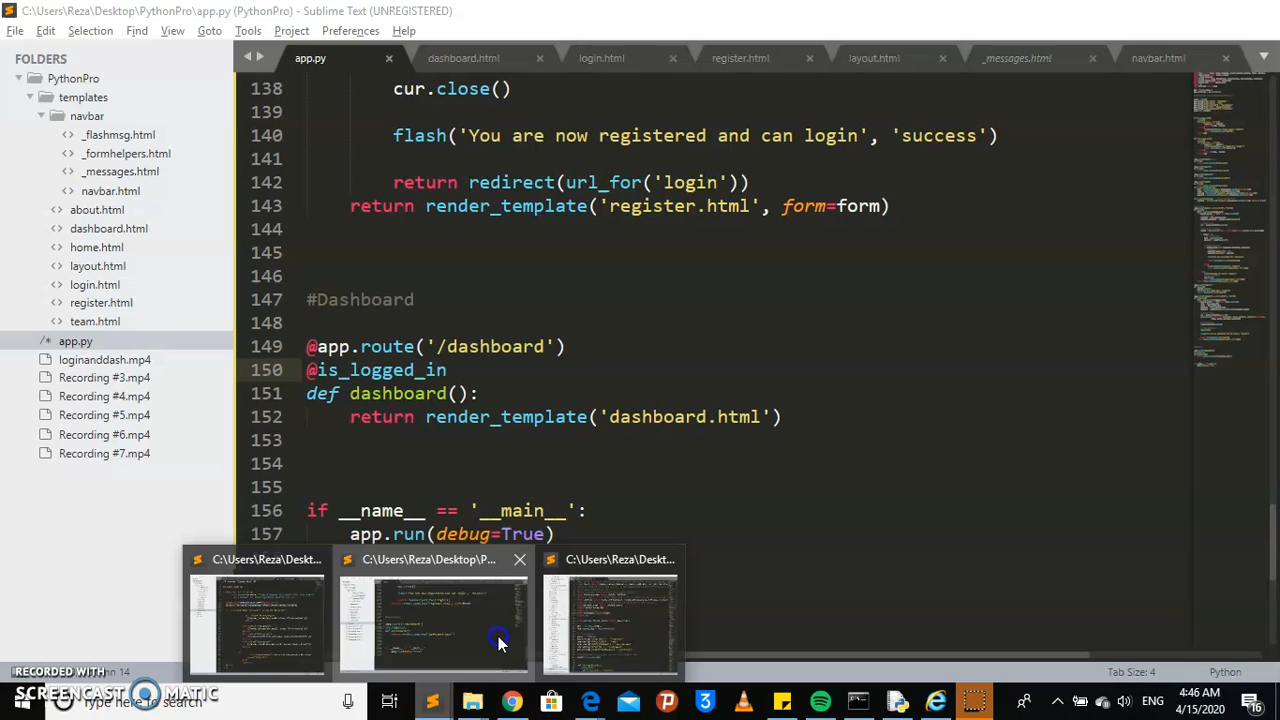 C:\Users\Reza\Desktop\PythonPro\app.py (PythonPro) - Sublime Text (UNREGISTERED)
File Edit Selection Find View Goto Tools Project Preferences Help
FOLDERS
PythonPro
templates
navbar
_flashmsg.html
_formhelpers.html
_messages.html
navbar.html
about.html
dashboard.html
home.html
layout.html
login.html
register.html
team.html
app.py
loginanddash.mp4
Recording #3.mp4
Recording #4.mp4
Recording #5.mp4
Recording #6.mp4
Recording #7.mp4
app.py dashboard.html login.html register.html layout.html _messages.html navbar.html
138 cur.close()
139
140 flash('You are now registered and can login', 'success')
141
142 return redirect(url_for('login'))
143 return render_template('register.html', form=form)
144
145
146
147 #Dashboard
148
149 @app.route('/dashboard')
150 @is_logged_in
151 def dashboard():
152 return render_template('dashboard.html')
153
154
155
156 if __name__ == '__main__':
157 app.run(debug=True)
C:\Users\Reza\Deskt...
C:\Users\Reza\Desktop\P...
C:\Users\Reza\Deskt...
Python
RECORDED WITH
SCREENCAST MATIC
Type here to search
ENG
4:46 AM
4/15/2020
16